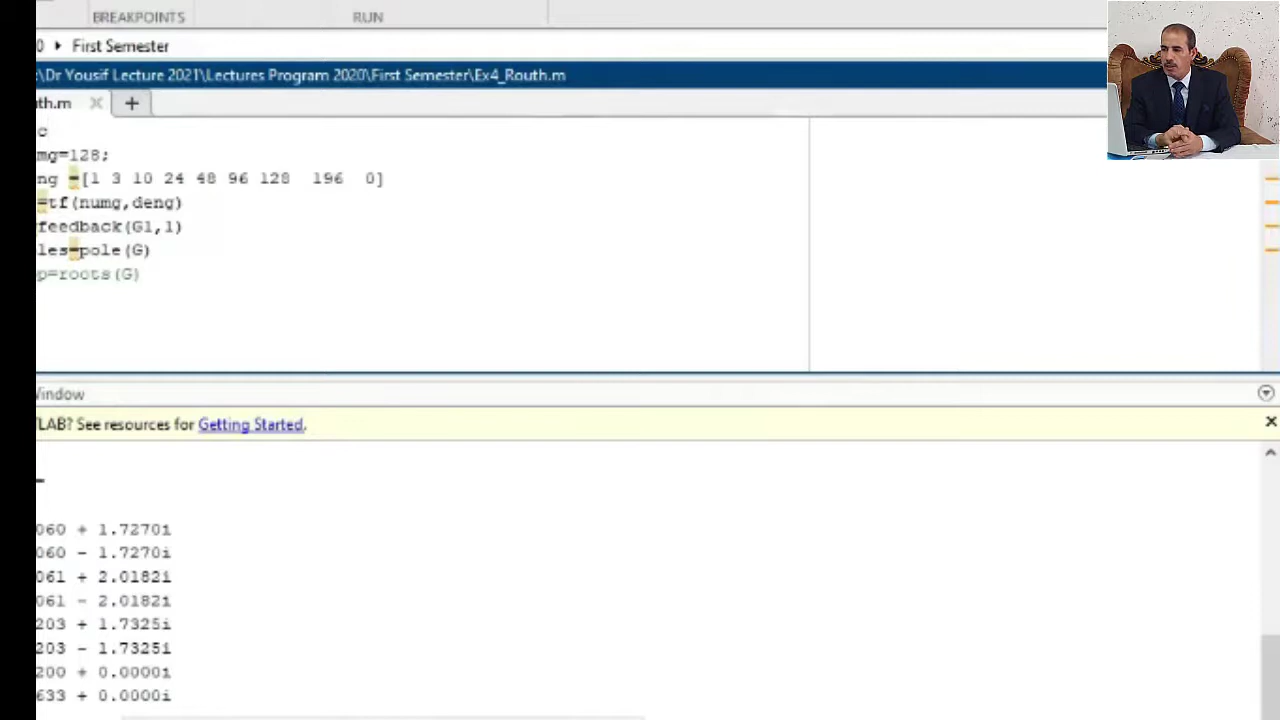 BREAKPOINTS RUN
First Semester
:\Dr Yousif Lecture 2021\Lectures Program 2020\First Semester\Ex4_Routh.m
uth.m
c
mg=128;
ng =[1 3 10 24 48 96 128 196 0]
=tf(numg,deng)
feedback(G1,1)
les=pole(G)
p=roots(G)
Window
LAB? See resources for Getting Started.
060 + 1.7270i
060 - 1.7270i
061 + 2.0182i
061 - 2.0182i
203 + 1.7325i
203 - 1.7325i
200 + 0.0000i
633 + 0.0000i